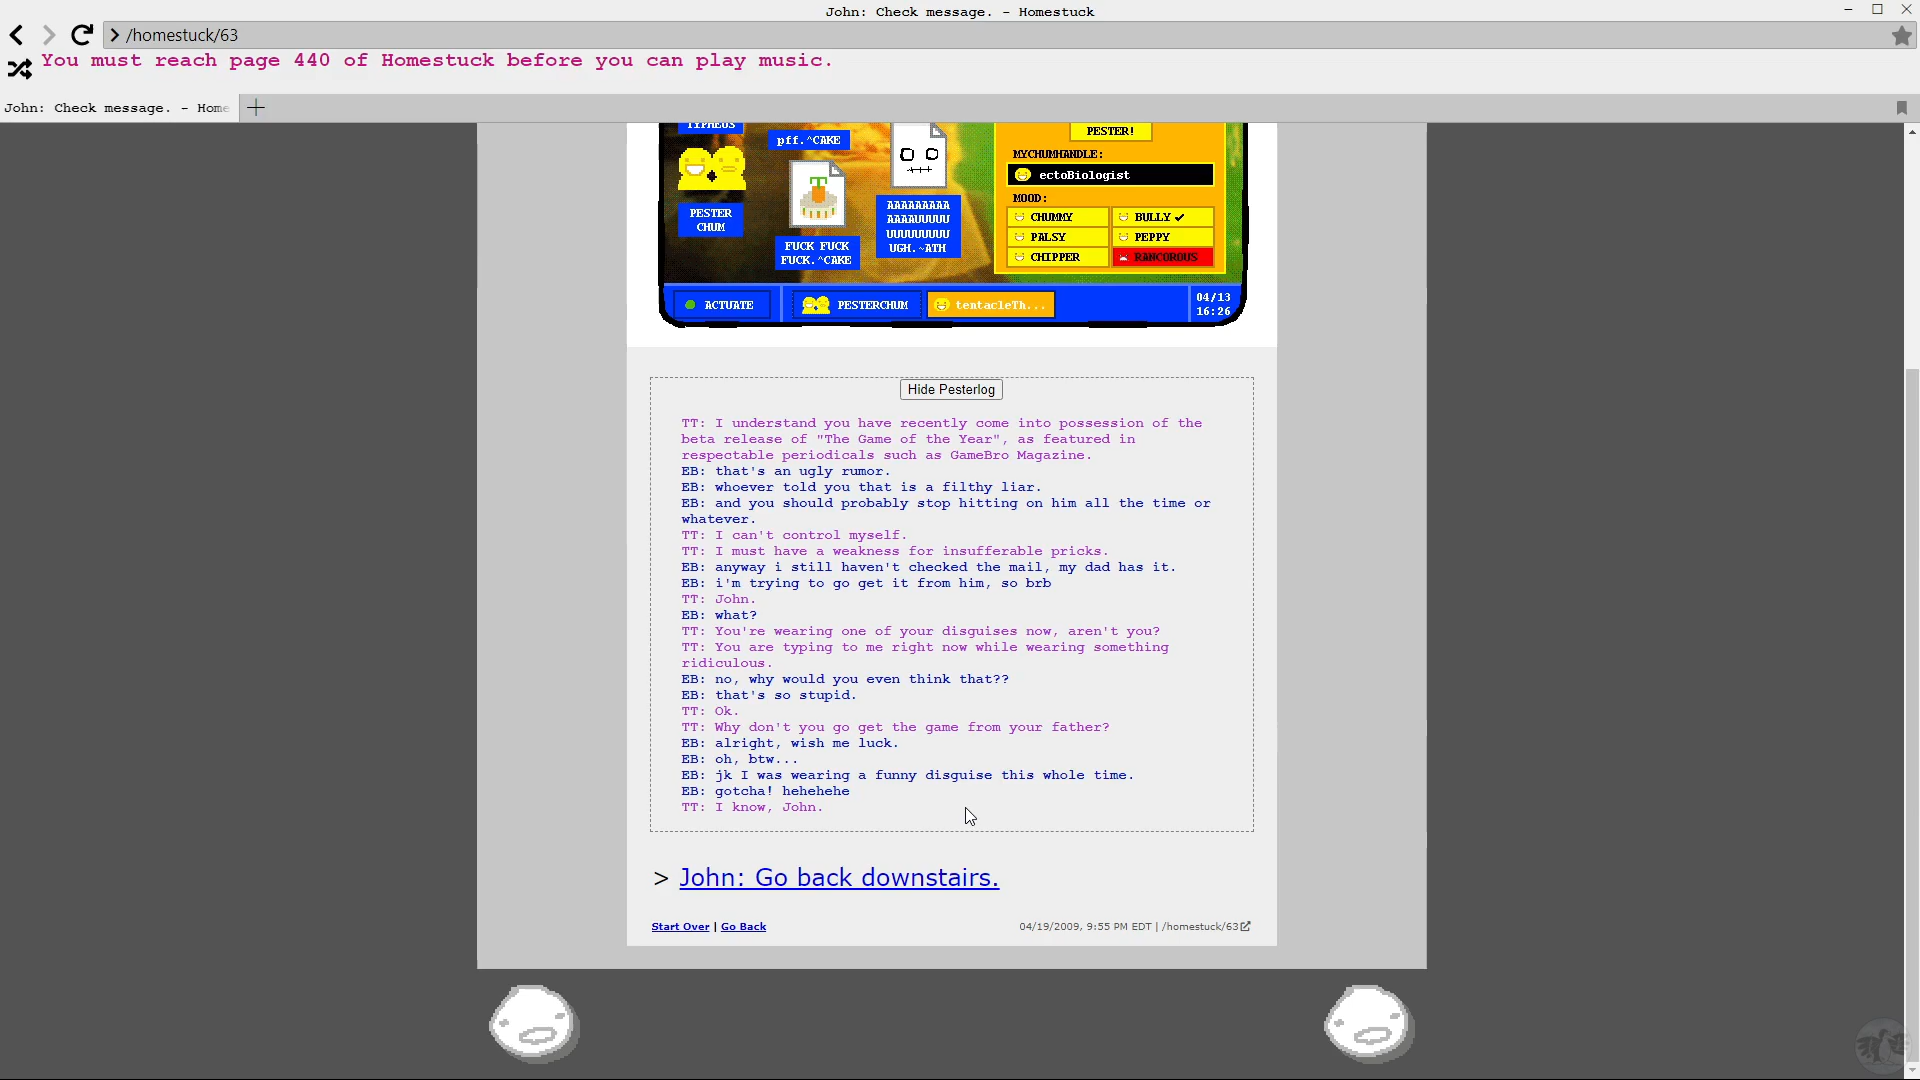 John: Check message. - Homestuck
/homestuck/63
You must reach page 440 of Homestuck before you can play music.
John: Check message. - Home
TYPHEUS
pff.^CAKE
PESTER!
MYCHUMHANDLE:
ectoBiologist
MOOD:
CHUMMY
BULLY ✔
PALSY
PEPPY
CHIPPER
RANCOROUS
PESTER
CHUM
FUCK FUCK
FUCK.^CAKE
AAAAAAAAA
AAAAUUUUU
UUUUUUUUU
UGH.~ATH
ACTUATE
PESTERCHUM
tentacleTh...
04/13
16:26
Hide Pesterlog
TT: I understand you have recently come into possession of the
beta release of "The Game of the Year", as featured in
respectable periodicals such as GameBro Magazine.
EB: that's an ugly rumor.
EB: whoever told you that is a filthy liar.
EB: and you should probably stop hitting on him all the time or
whatever.
TT: I can't control myself.
TT: I must have a weakness for insufferable pricks.
EB: anyway i still haven't checked the mail, my dad has it.
EB: i'm trying to go get it from him, so brb
TT: John.
EB: what?
TT: You're wearing one of your disguises now, aren't you?
TT: You are typing to me right now while wearing something
ridiculous.
EB: no, why would you even think that??
EB: that's so stupid.
TT: Ok.
TT: Why don't you go get the game from your father?
EB: alright, wish me luck.
EB: oh, btw...
EB: jk I was wearing a funny disguise this whole time.
EB: gotcha! hehehehe
TT: I know, John.
> John: Go back downstairs.
Start Over | Go Back
04/19/2009, 9:55 PM EDT | /homestuck/63